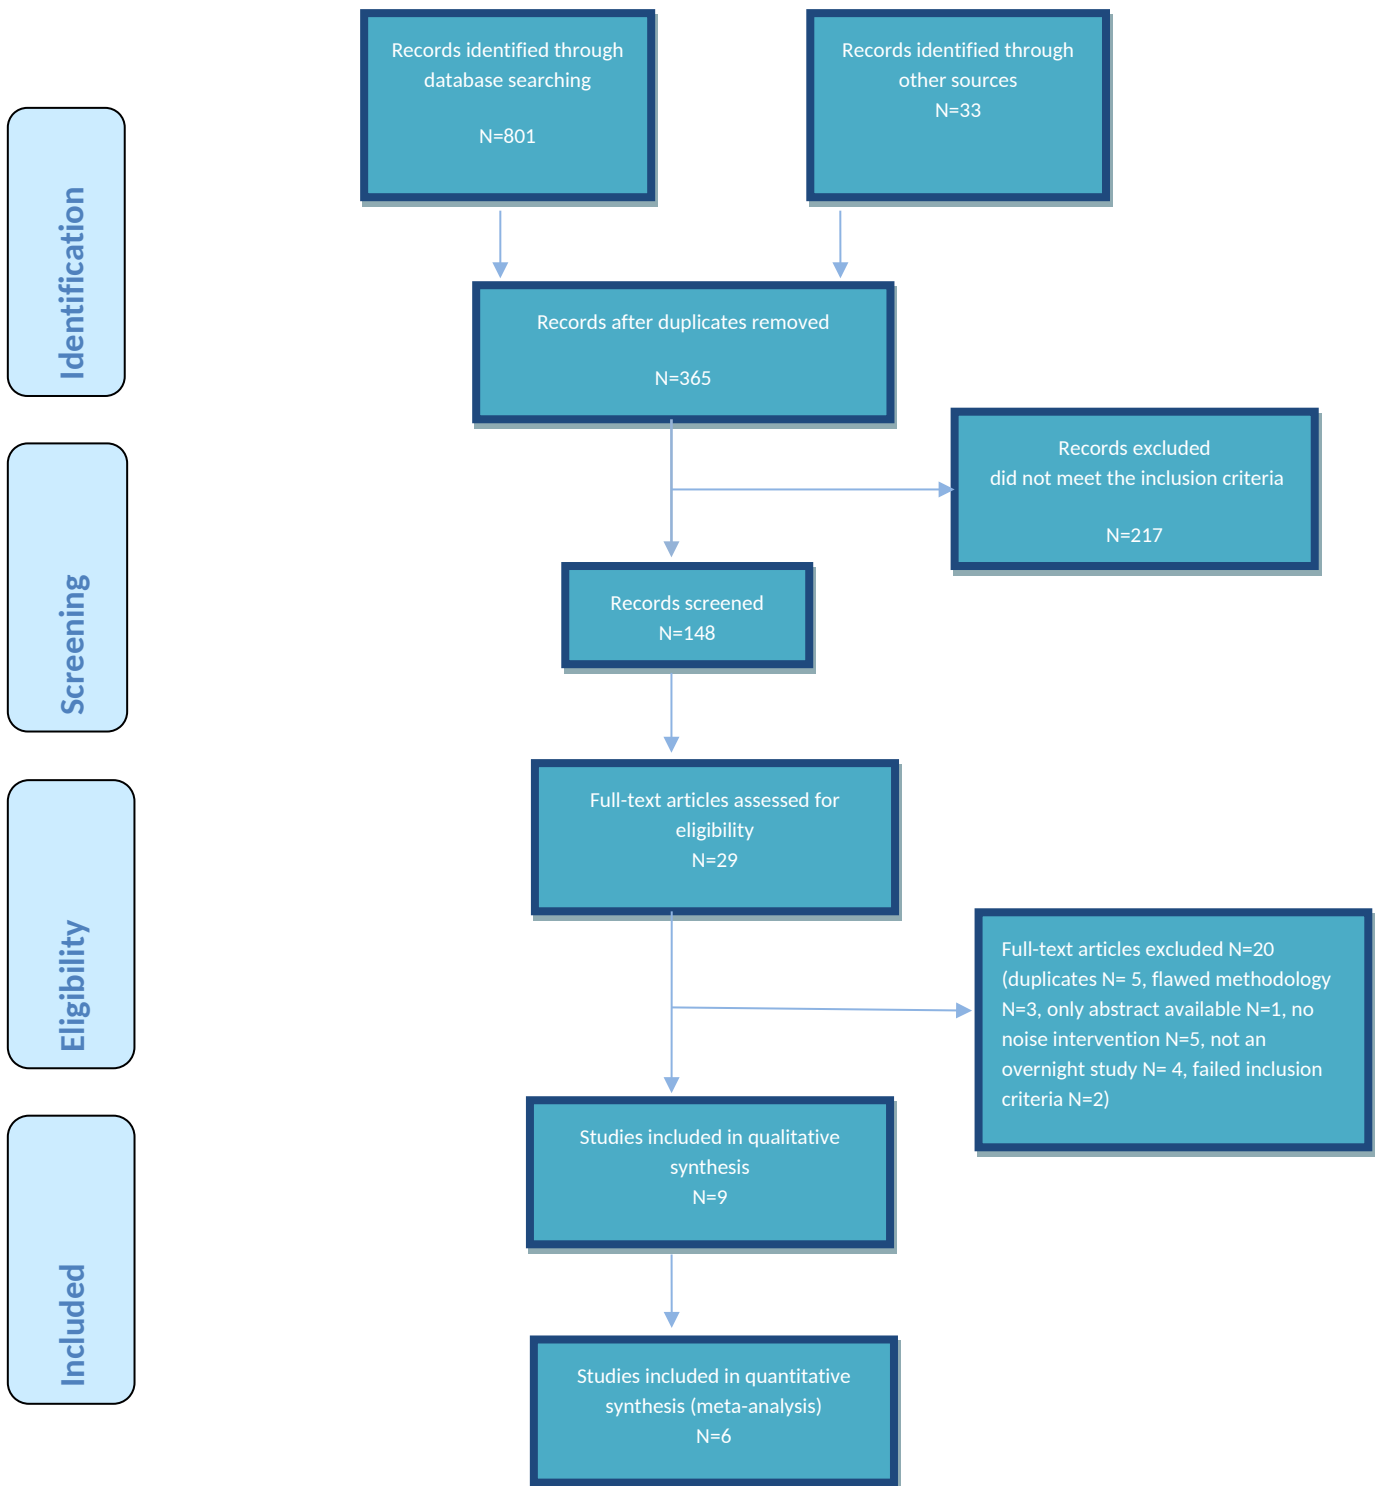 Records identified through
database searching
N=801
Records identified through
other sources
N=33
Identification
Records after duplicates removed
N=365
Records excluded
did not meet the inclusion criteria
N=217
Screening
Records screened
N=148
Full-text articles assessed for
eligibility
N=29
Eligibility
Full-text articles excluded N=20
(duplicates N= 5, flawed methodology
N=3, only abstract available N=1, no
noise intervention N=5, not an
overnight study N= 4, failed inclusion
criteria N=2)
Studies included in qualitative
synthesis
N=9
Included
Studies included in quantitative
synthesis (meta-analysis)
N=6